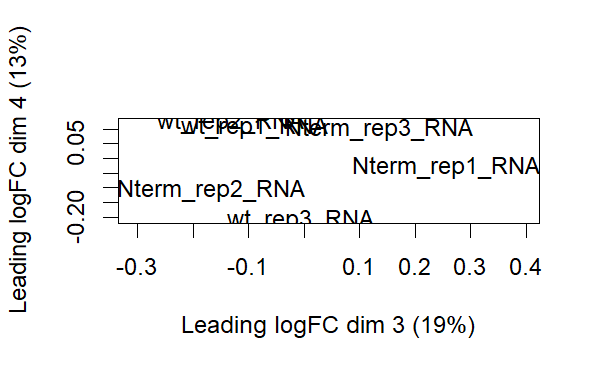 Leading logFC dim 4 (13%)
0.05
-0.20
wt_rep2_RNA
wt_rep1_RNA
Nterm_rep3_RNA
Nterm_rep1_RNA
Nterm_rep2_RNA
wt_rep3_RNA
-0.3
-0.1
0.1
0.2
0.3
0.4
Leading logFC dim 3 (19%)